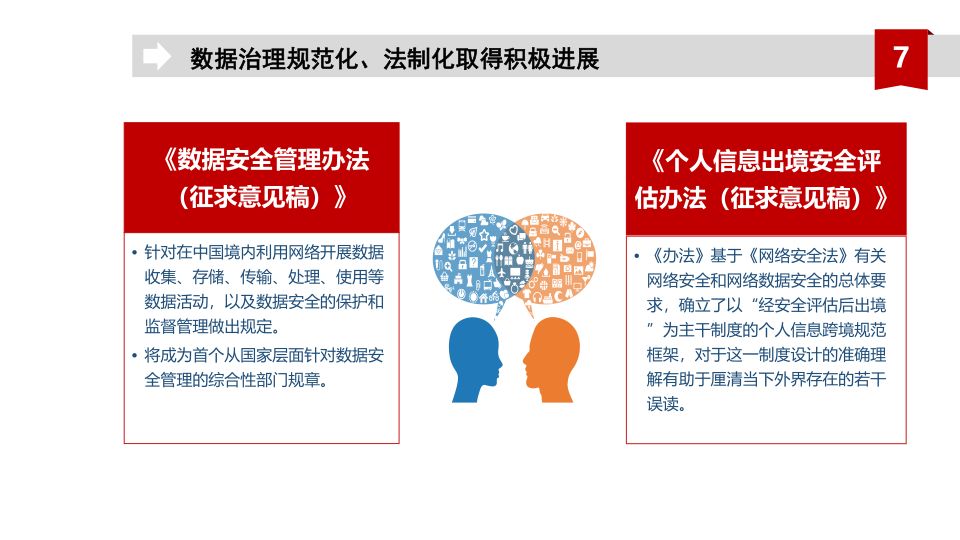 数据治理规范化、法制化取得积极进展
7
《数据安全管理办法
（征求意见稿）》
• 针对在中国境内利用网络开展数据
收集、存储、传输、处理、使用等
数据活动，以及数据安全的保护和
监督管理做出规定。
• 将成为首个从国家层面针对数据安
全管理的综合性部门规章。
《个人信息出境安全评
估办法（征求意见稿）》
• 《办法》基于《网络安全法》有关
网络安全和网络数据安全的总体要
求，确立了以“经安全评估后出境
”为主干制度的个人信息跨境规范
框架，对于这一制度设计的准确理
解有助于厘清当下外界存在的若干
误读。